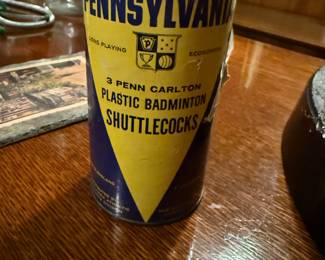 PENNSYLVANI
LONG PLAYING ECONOMICAL
3 PENN CARLTON
PLASTIC BADMINTON
SHUTTLECOCKS